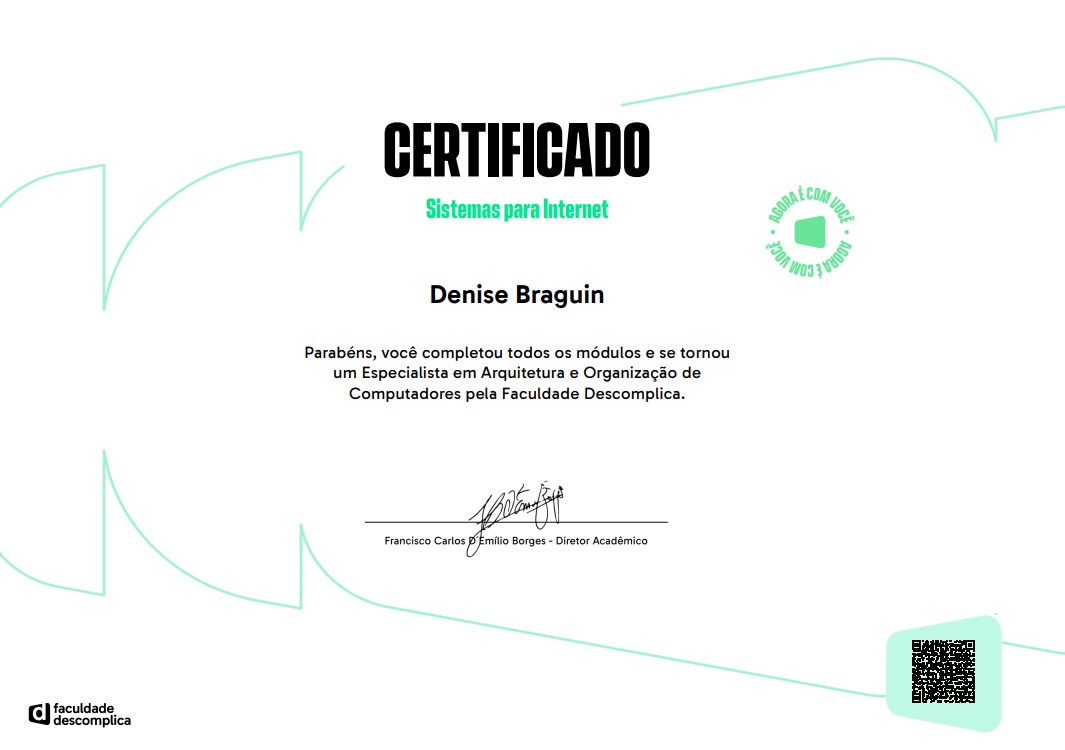 CERTIFICADO
Sistemas para Internet
AGORA É COM VOCÊ
AGORA É COM VOCÊ
Denise Braguin
Parabéns, você completou todos os módulos e se tornou
um Especialista em Arquitetura e Organização de
Computadores pela Faculdade Descomplica.
Francisco Carlos D'Emílio Borges - Diretor Acadêmico
d faculdade
descomplica